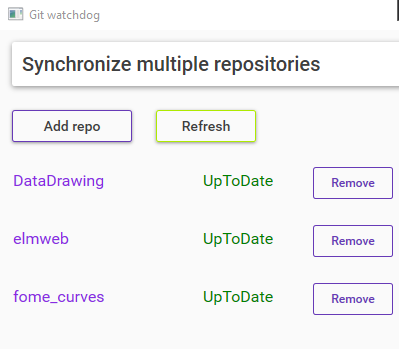 Git watchdog
Synchronize multiple repositories
Add repo Refresh
DataDrawing UpToDate Remove
elmweb UpToDate Remove
fome_curves UpToDate Remove